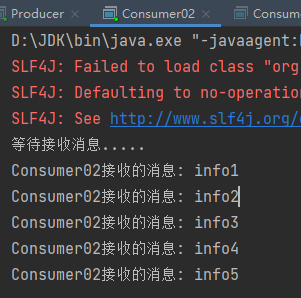 Producer Consumer02 Consum
D:\JDK\bin\java.exe "-javaagent:
SLF4J: Failed to load class "org
SLF4J: Defaulting to no-operation
SLF4J: See http://www.slf4j.org/
等待接收消息.....
Consumer02接收的消息: info1
Consumer02接收的消息: info2
Consumer02接收的消息: info3
Consumer02接收的消息: info4
Consumer02接收的消息: info5